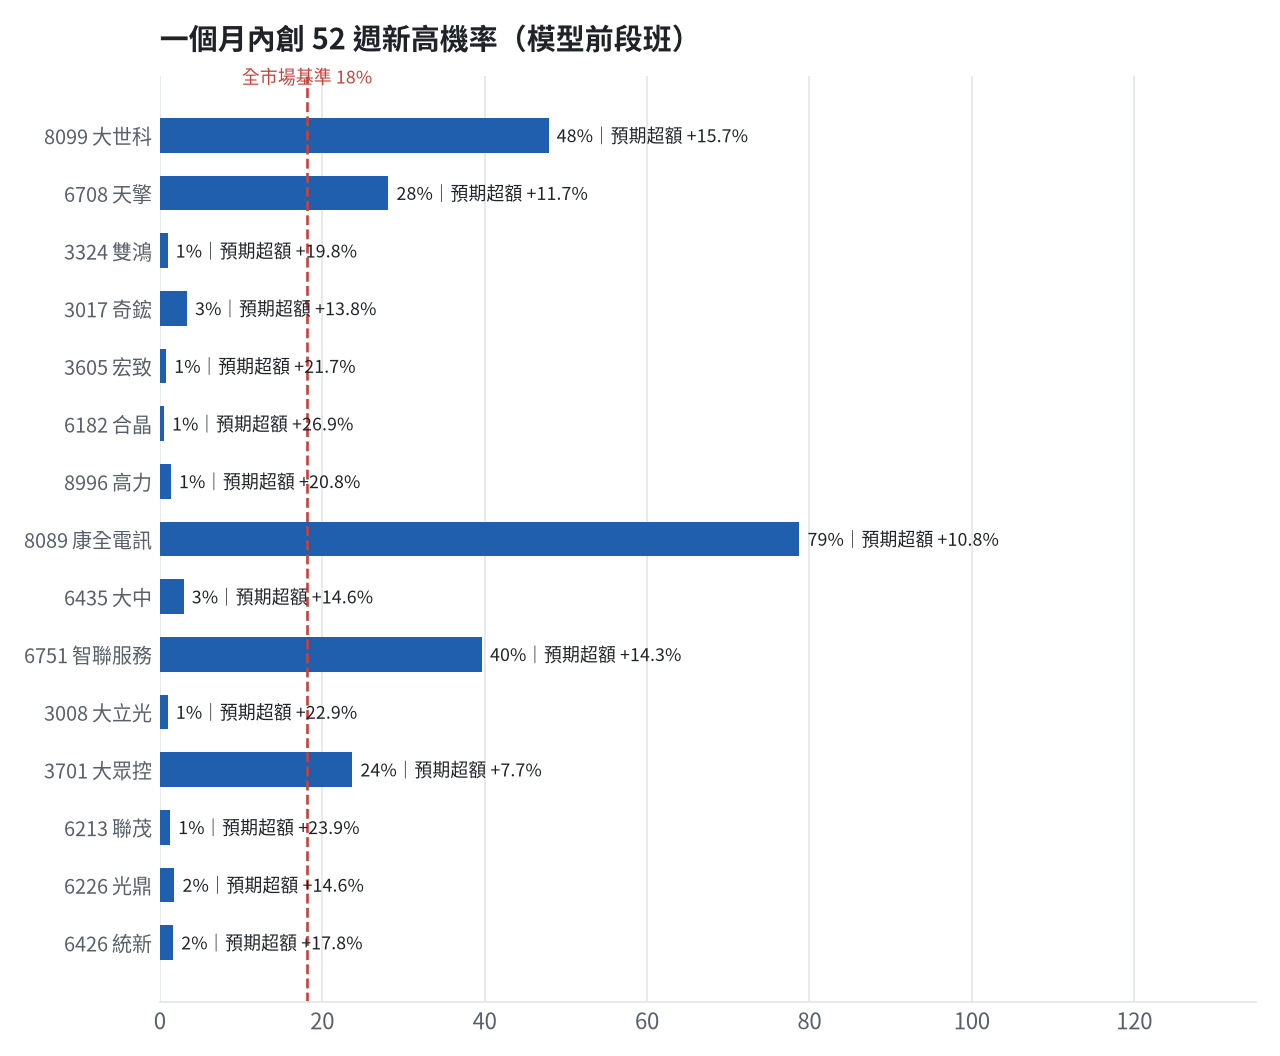 一個月內創 52 週新高機率（模型前段班）
全市場基準 18%
8099 大世科 48%｜預期超額 +15.7%
6708 天擎 28%｜預期超額 +11.7%
3324 雙鴻 1%｜預期超額 +19.8%
3017 奇鋐 3%｜預期超額 +13.8%
3605 宏致 1%｜預期超額 +21.7%
6182 合晶 1%｜預期超額 +26.9%
8996 高力 1%｜預期超額 +20.8%
8089 康全電訊 79%｜預期超額 +10.8%
6435 大中 3%｜預期超額 +14.6%
6751 智聯服務 40%｜預期超額 +14.3%
3008 大立光 1%｜預期超額 +22.9%
3701 大眾控 24%｜預期超額 +7.7%
6213 聯茂 1%｜預期超額 +23.9%
6226 光鼎 2%｜預期超額 +14.6%
6426 統新 2%｜預期超額 +17.8%
0 20 40 60 80 100 120